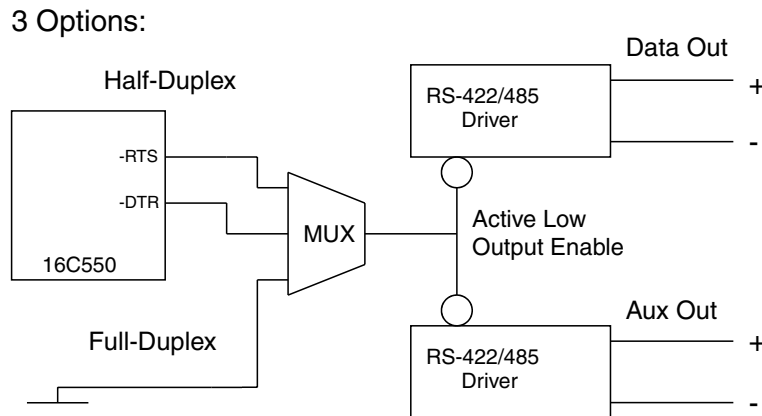 3 Options:
Half-Duplex
-RTS
-DTR
16C550
Full-Duplex
MUX
Data Out
RS-422/485
Driver
+
-
Active Low
Output Enable
Aux Out
RS-422/485
Driver
+
-